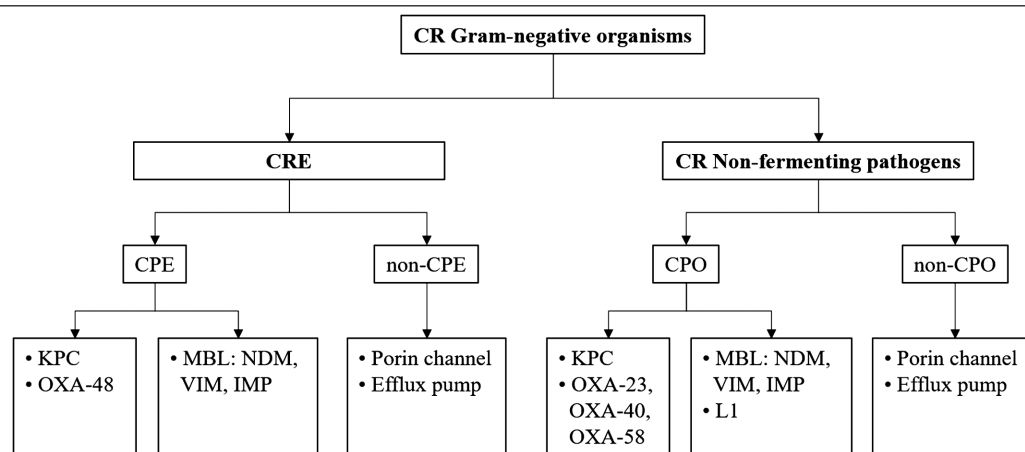 CR Gram-negative organisms
CRE
CR Non-fermenting pathogens
CPE
non-CPE
CPO
non-CPO
• KPC
• OXA-48
• MBL: NDM,
VIM, IMP
• Porin channel
• Efflux pump
• KPC
• OXA-23,
OXA-40,
OXA-58
• MBL: NDM,
VIM, IMP
• L1
• Porin channel
• Efflux pump